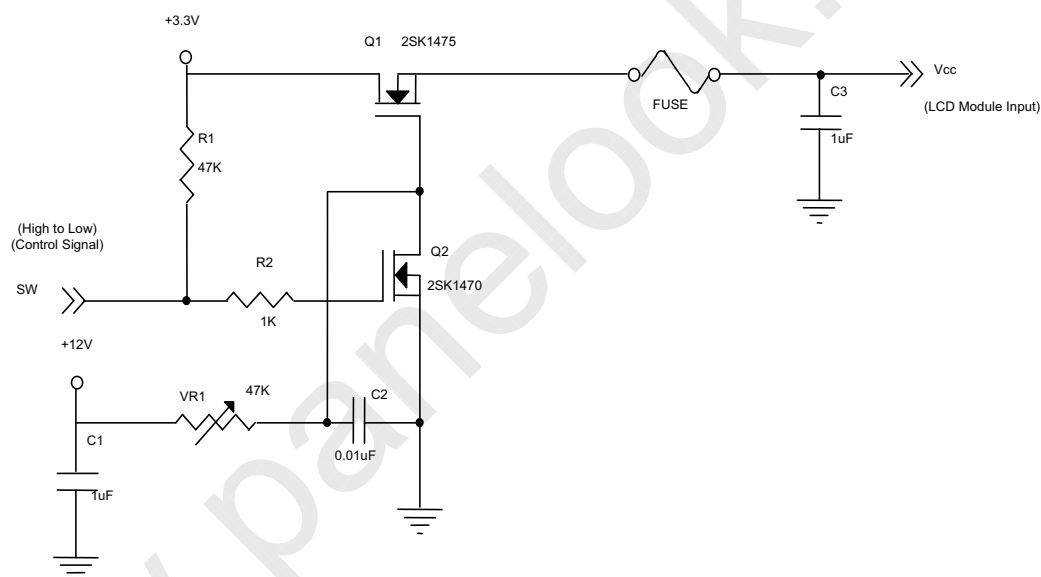 +3.3V
Q1 2SK1475
FUSE
C3
1uF
Vcc
(LCD Module Input)
R1
47K
(High to Low)
(Control Signal)
SW
R2
1K
Q2
2SK1470
+12V
VR1
47K
C2
0.01uF
C1
1uF
panelook.